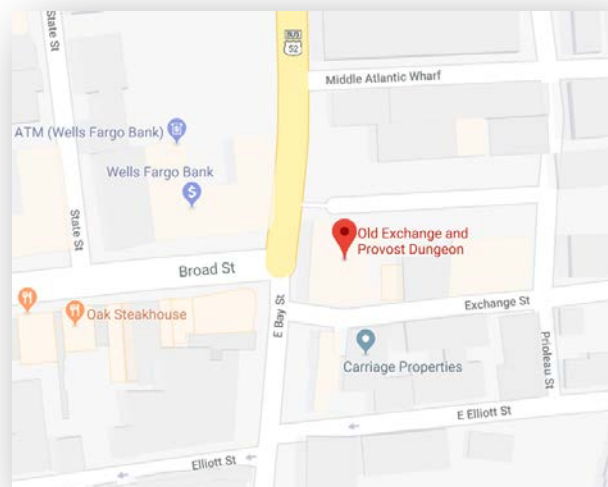 State St
BUS
52
Middle Atlantic Wharf
ATM (Wells Fargo Bank)
Wells Fargo Bank
State St
Old Exchange and
Provost Dungeon
Broad St
E Bay St
Exchange St
Oak Steakhouse
Prioleau St
Carriage Properties
E Elliott St
Elliott St